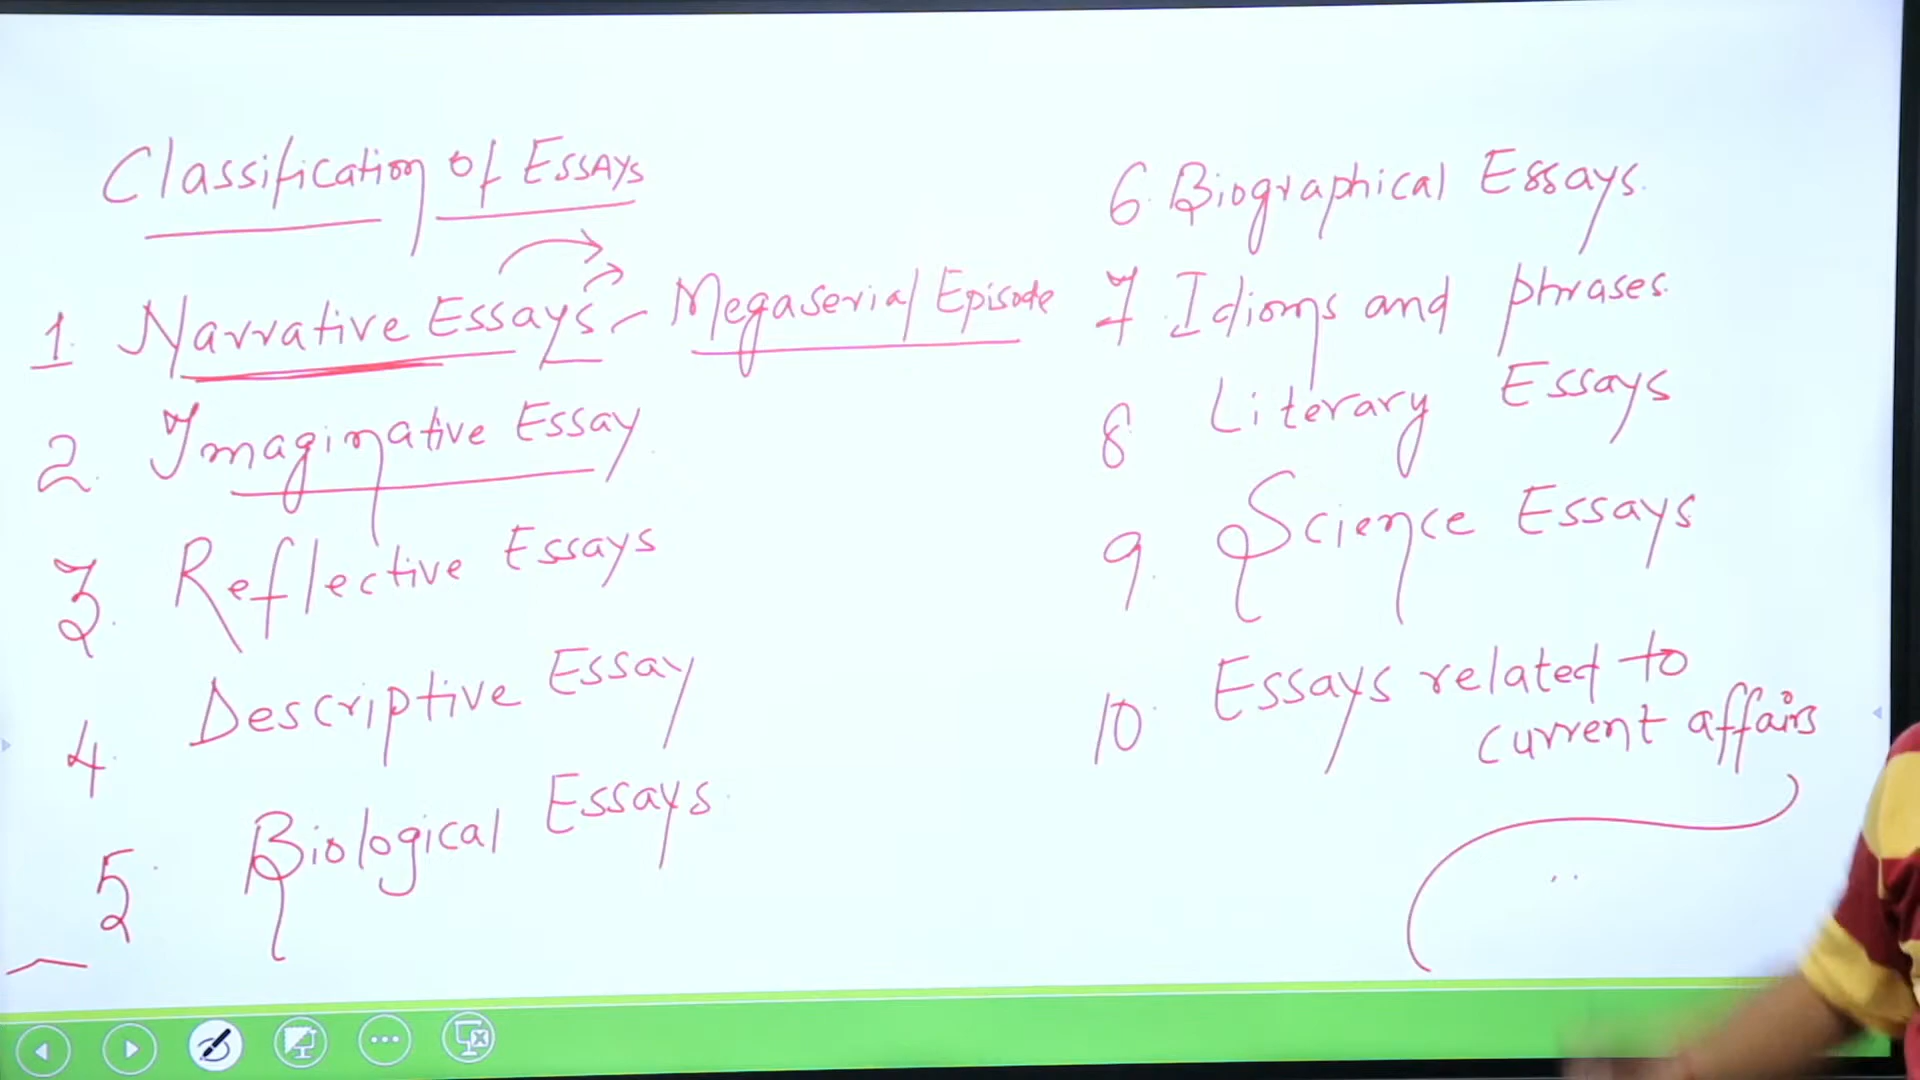 Classification of ESSAYS
1. Narrative Essays - Megaserial Episode
2. Imaginative Essay
3. Reflective Essays
4. Descriptive Essay
5. Biological Essays
6. Biographical Essays
7 Idioms and phrases
8 Literary Essays
9. Science Essays
10. Essays related to
current affairs